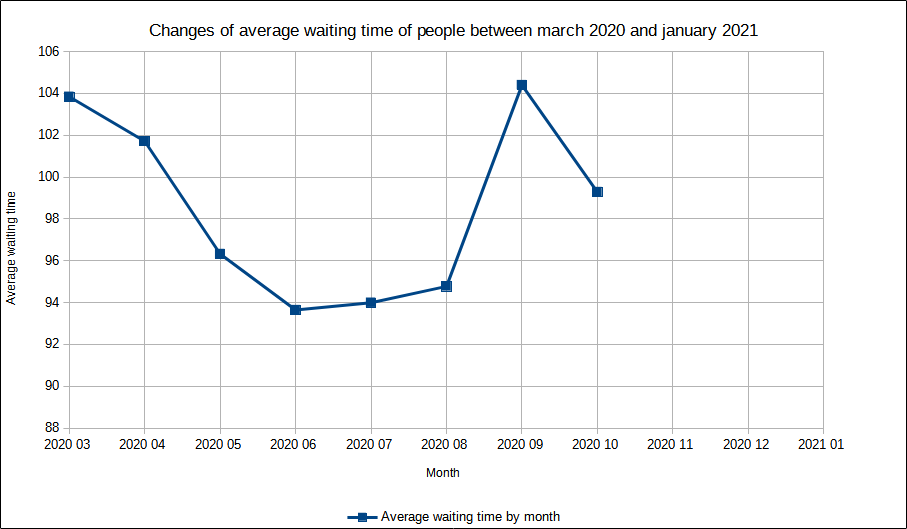 Changes of average waiting time of people between march 2020 and january 2021
106
104
102
100
98
96
94
92
90
88
Average waiting time
2020 03 2020 04 2020 05 2020 06 2020 07 2020 08 2020 09 2020 10 2020 11 2020 12 2021 01
Month
Average waiting time by month